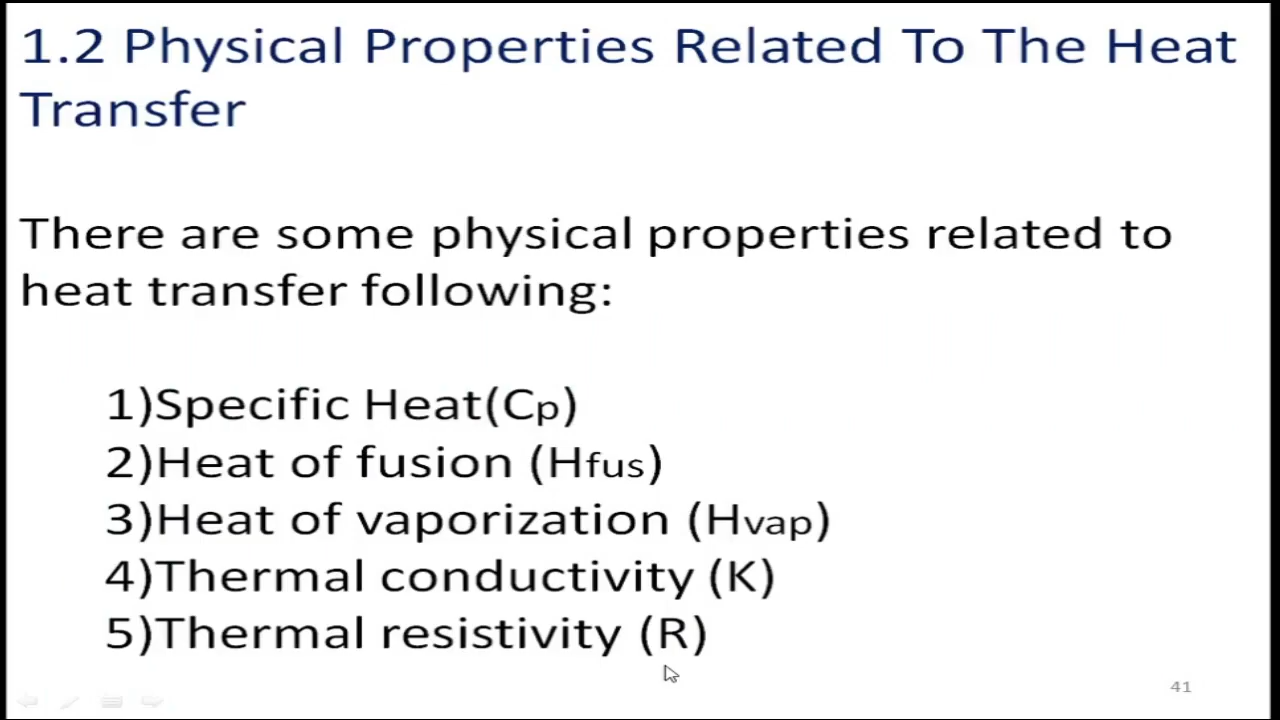 1.2 Physical Properties Related To The Heat
Transfer
There are some physical properties related to
heat transfer following:
1)Specific Heat(Cp)
2)Heat of fusion (Hfus)
3)Heat of vaporization (Hvap)
4)Thermal conductivity (K)
5)Thermal resistivity (R)
41